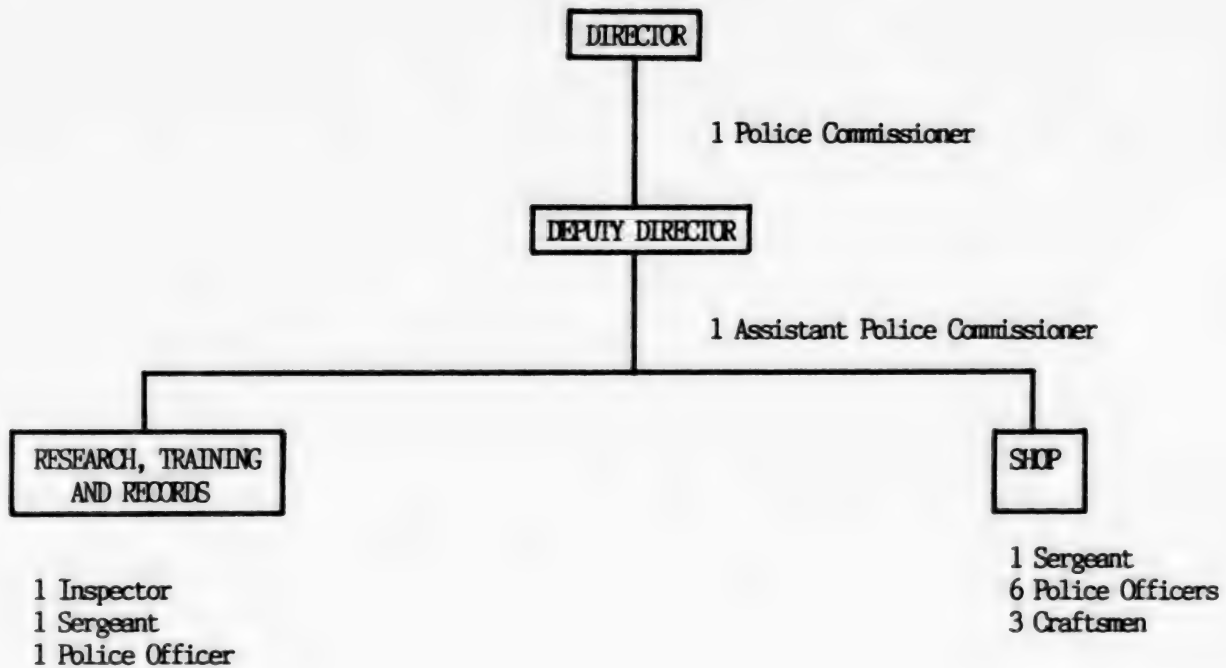 DIRECTOR
1 Police Commissioner
DEPUTY DIRECTOR
1 Assistant Police Commissioner
RESEARCH, TRAINING
AND RECORDS
1 Inspector
1 Sergeant
1 Police Officer
SHOP
1 Sergeant
6 Police Officers
3 Craftsmen